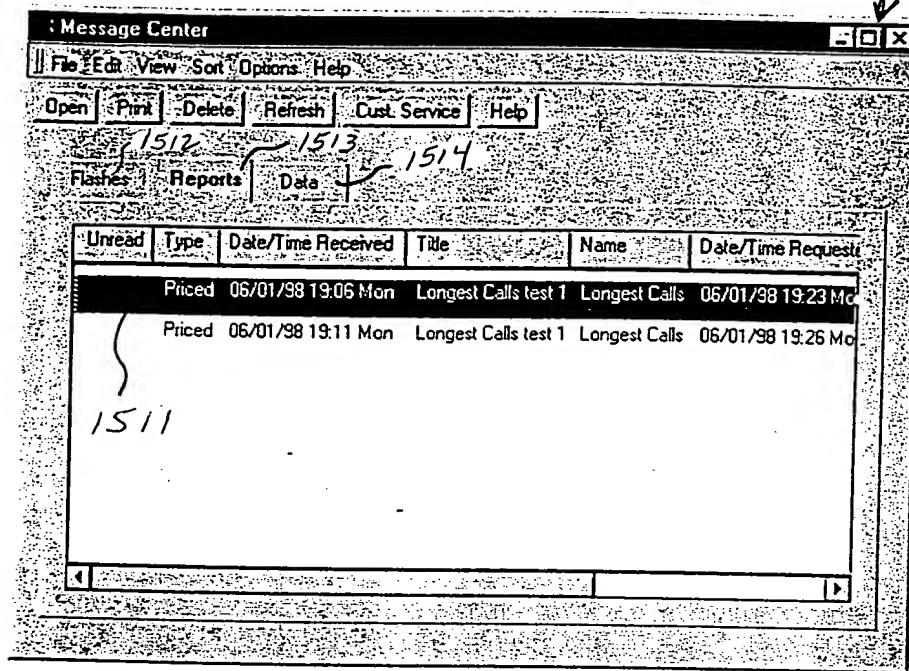 : Message Center
File Edit View Sort Options Help
Open Print Delete Refresh Cust. Service Help
1512 1513 1514
Flashes Reports Data
Unread Type Date/Time Received Title Name Date/Time Requeste
Priced 06/01/98 19:06 Mon Longest Calls test 1 Longest Calls 06/01/98 19:23 Mo
Priced 06/01/98 19:11 Mon Longest Calls test 1 Longest Calls 06/01/98 19:26 Mo
1511